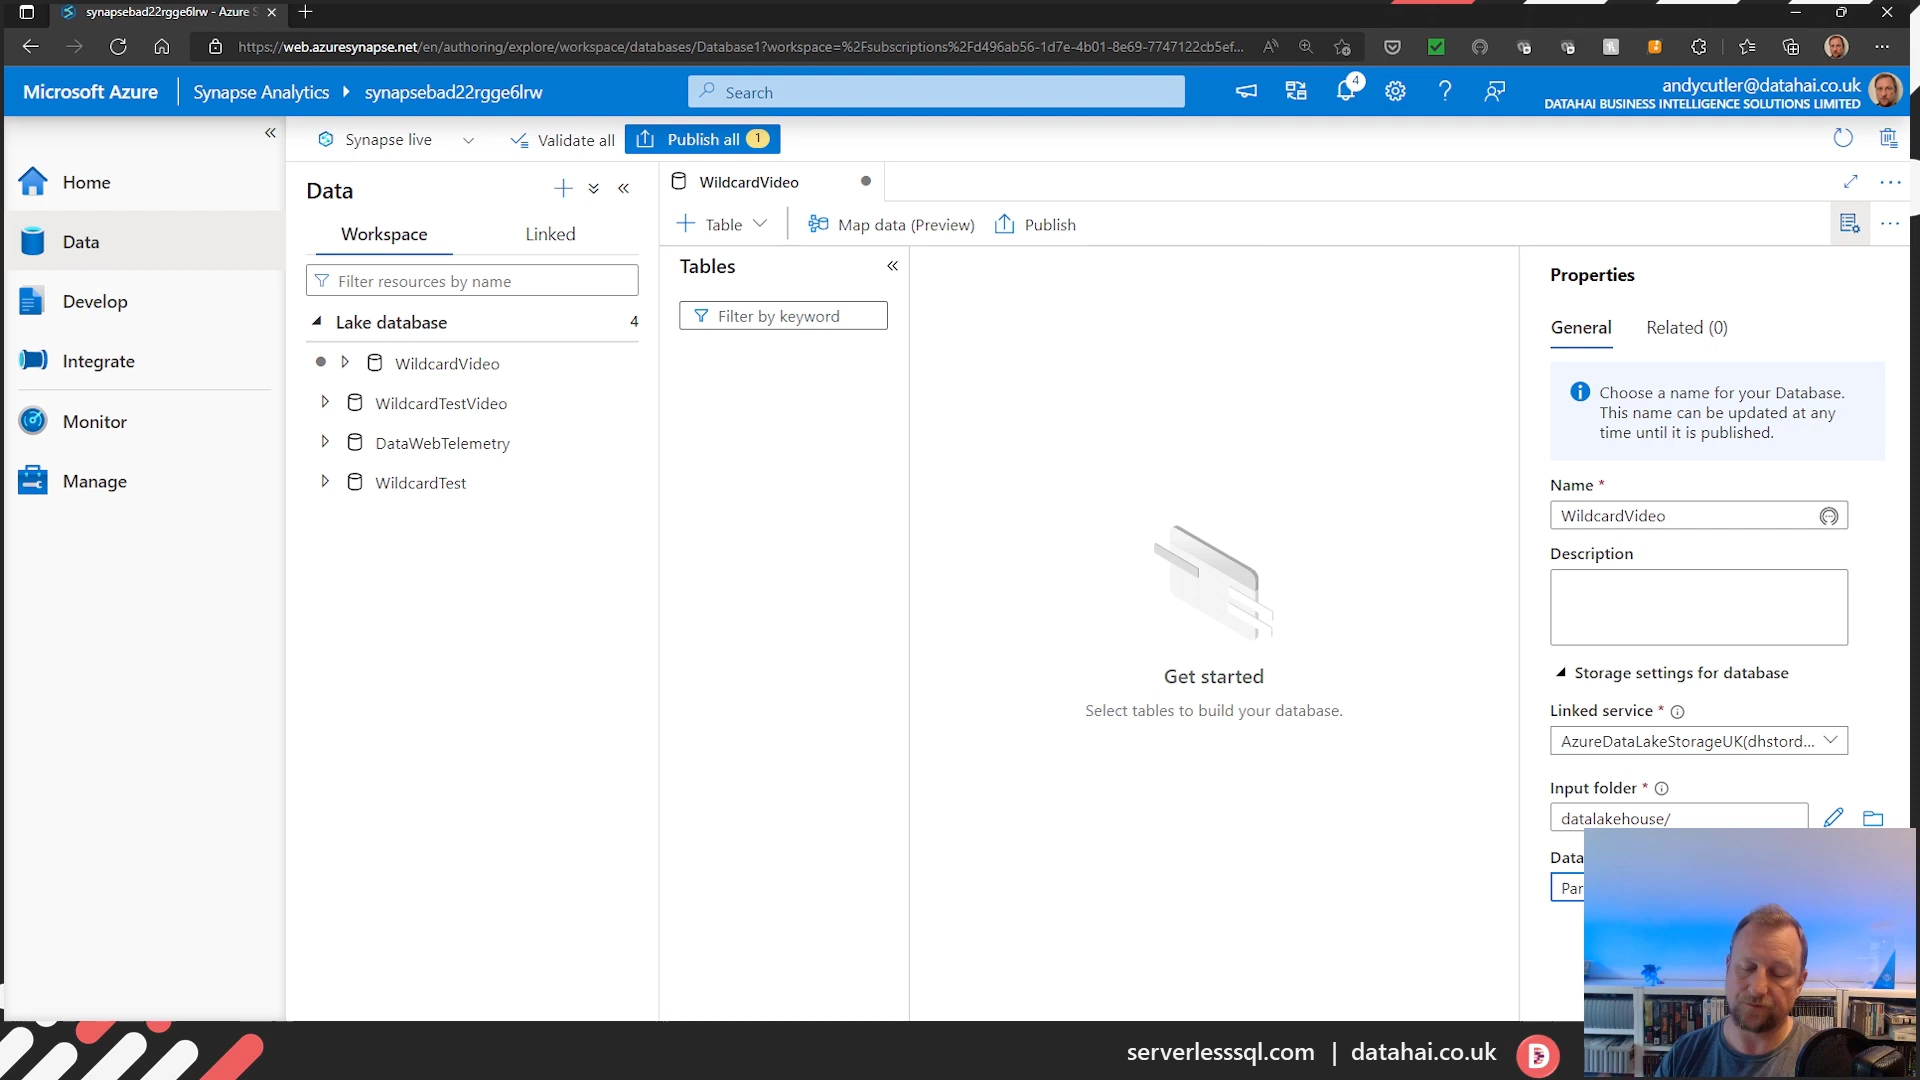 synapsebad22rgge6lrw - Azure S
https://web.azuresynapse.net/en/authoring/explore/workspace/databases/Database1?workspace=%2Fsubscriptions%2Fd496ab56-1d7e-4b01-8e69-7747122cb5ef...
Microsoft Azure
Synapse Analytics
synapsebad22rgge6lrw
Search
4
andycutler@datahai.co.uk
DATAHAI BUSINESS INTELLIGENCE SOLUTIONS LIMITED
Synapse live
Validate all
Publish all 1
Home
Data
Develop
Integrate
Monitor
Manage
Data
Workspace
Linked
Filter resources by name
Lake database 4
WildcardVideo
WildcardTestVideo
DataWebTelemetry
WildcardTest
WildcardVideo
Table
Map data (Preview)
Publish
Tables
Filter by keyword
Get started
Select tables to build your database.
Properties
General
Related (0)
Choose a name for your Database.
This name can be updated at any
time until it is published.
Name *
WildcardVideo
Description
Storage settings for database
Linked service *
AzureDataLakeStorageUK(dhstord...
Input folder *
datalakehouse/
Data
Par
serverlesssql.com | datahai.co.uk
D